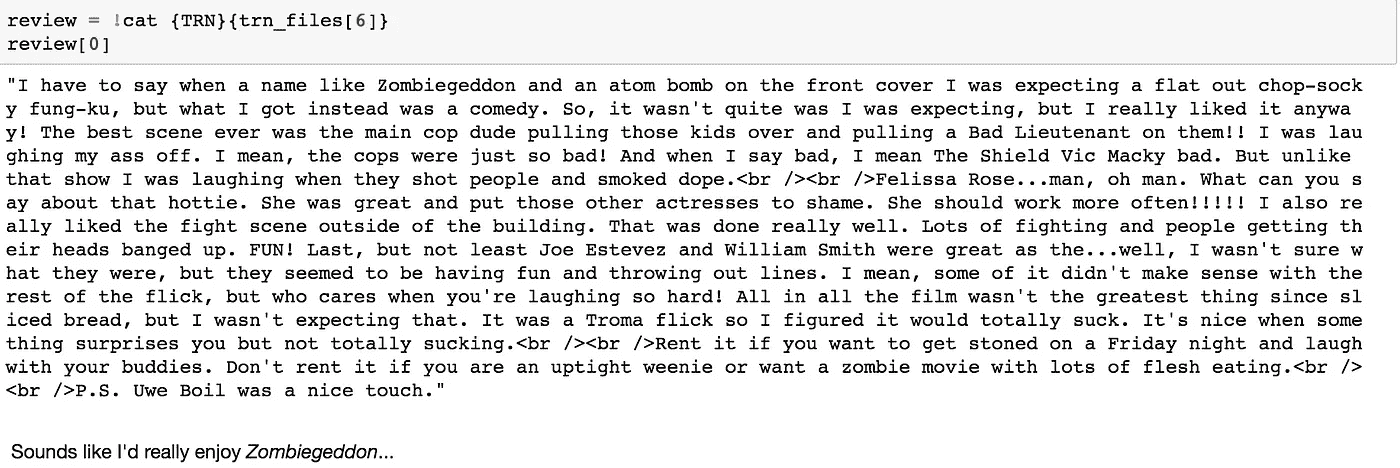 review = !cat {TRN}{trn_files[6]}
review[0]
"I have to say when a name like Zombiegeddon and an atom bomb on the front cover I was expecting a flat out chop-sock
y fung-ku, but what I got instead was a comedy. So, it wasn't quite was I was expecting, but I really liked it anywa
y! The best scene ever was the main cop dude pulling those kids over and pulling a Bad Lieutenant on them!! I was lau
ghing my ass off. I mean, the cops were just so bad! And when I say bad, I mean The Shield Vic Macky bad. But unlike
that show I was laughing when they shot people and smoked dope.<br /><br />Felissa Rose...man, oh man. What can you s
ay about that hottie. She was great and put those other actresses to shame. She should work more often!!!!! I also re
ally liked the fight scene outside of the building. That was done really well. Lots of fighting and people getting th
eir heads banged up. FUN! Last, but not least Joe Estevez and William Smith were great as the...well, I wasn't sure w
hat they were, but they seemed to be having fun and throwing out lines. I mean, some of it didn't make sense with the
rest of the flick, but who cares when you're laughing so hard! All in all the film wasn't the greatest thing since sl
iced bread, but I wasn't expecting that. It was a Troma flick so I figured it would totally suck. It's nice when some
thing surprises you but not totally sucking.<br /><br />Rent it if you want to get stoned on a Friday night and laugh
with your buddies. Don't rent it if you are an uptight weenie or want a zombie movie with lots of flesh eating.<br />
<br />P.S. Uwe Boil was a nice touch."
Sounds like I'd really enjoy Zombiegeddon...